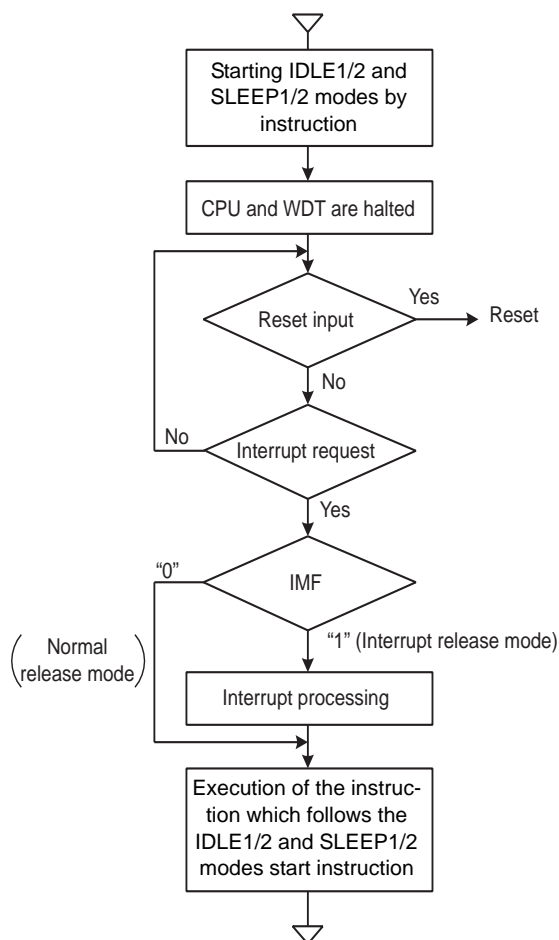 Starting IDLE1/2 and
SLEEP1/2 modes by
instruction
CPU and WDT are halted
Yes
Reset input
Reset
No
No
Interrupt request
Yes
“0”
IMF
Normal
release mode
“1” (Interrupt release mode)
Interrupt processing
Execution of the instruc-
tion which follows the
IDLE1/2 and SLEEP1/2
modes start instruction